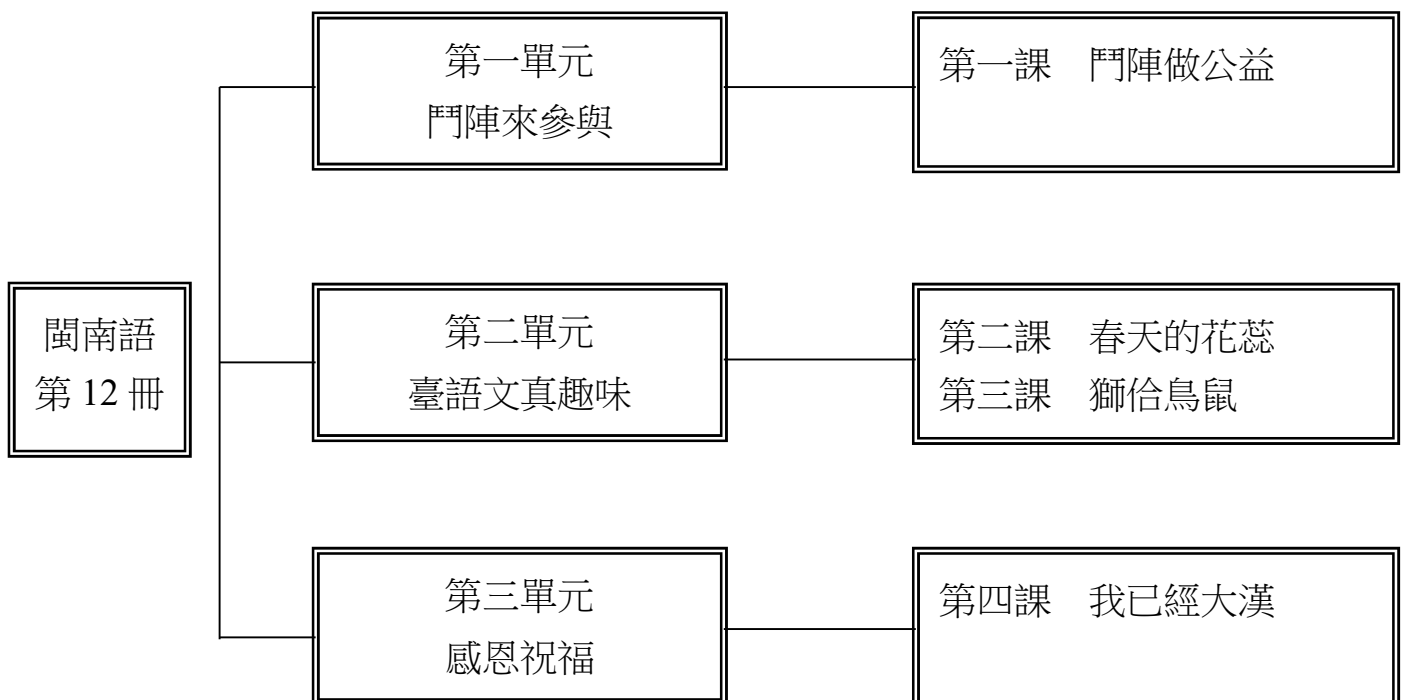 第一單元
鬥陣來參與
第一課　鬥陣做公益
閩南語
第 12 冊
第二單元
臺語文真趣味
第二課　春天的花蕊
第三課　獅佮鳥鼠
第三單元
感恩祝福
第四課　我已經大漢